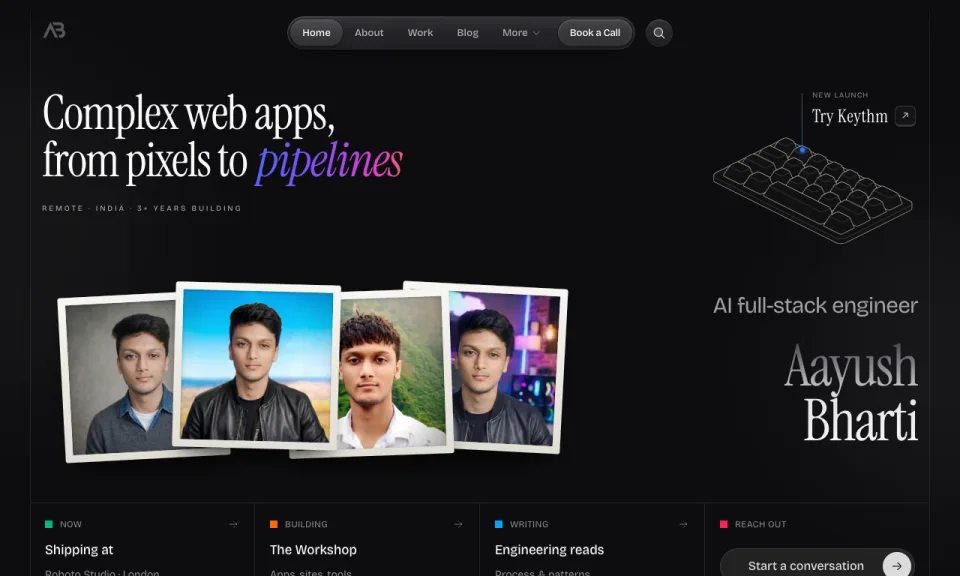 AB
Home
About
Work
Blog
More
Book a Call
Complex web apps,
from pixels to pipelines
REMOTE · INDIA · 3+ YEARS BUILDING
NEW LAUNCH
Try Keythm
AI full-stack engineer
Aayush
Bharti
NOW
Shipping at
Roboto Studio · London
BUILDING
The Workshop
Apps, sites, tools
WRITING
Engineering reads
Process & patterns
REACH OUT
Start a conversation